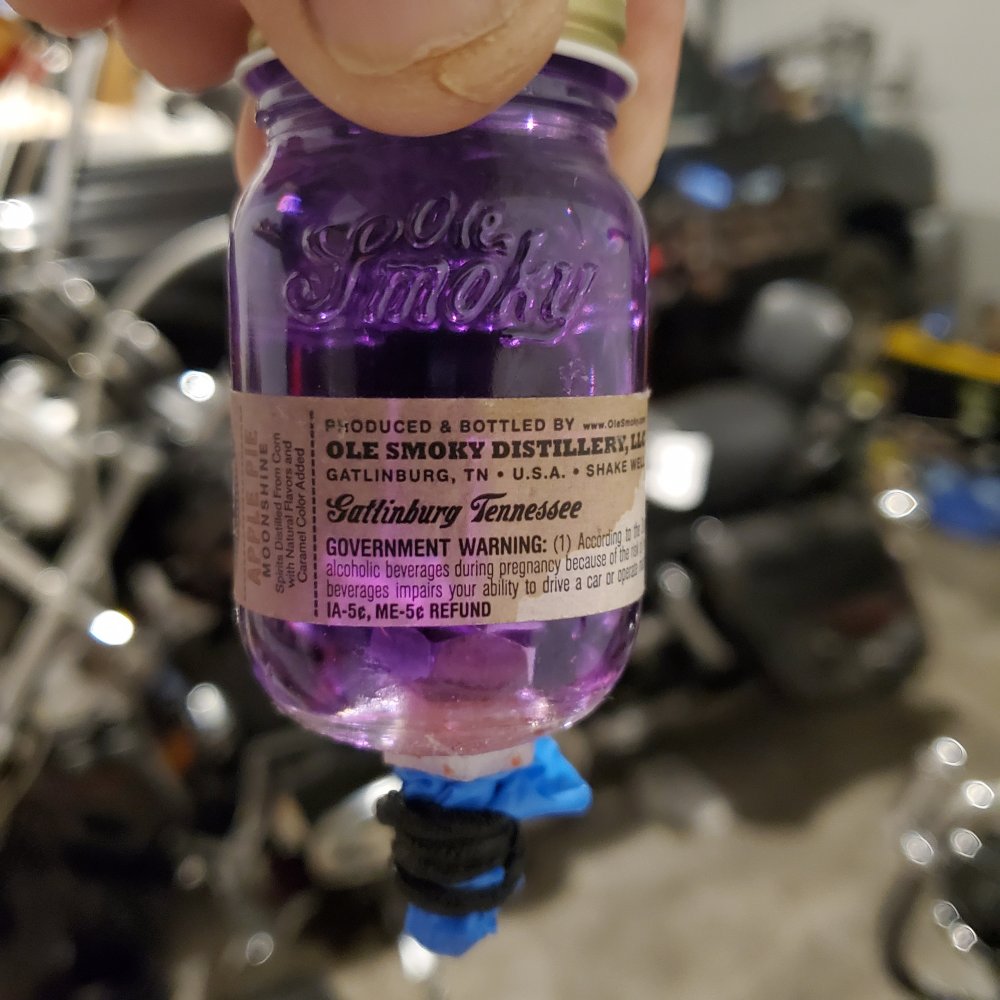 Ole
Smoky
APPLE PIE
MOONSHINE
Spirits Distilled From Corn
with Natural Flavors and
Caramel Color Added
PRODUCED & BOTTLED BY www.OleSmoky.com
OLE SMOKY DISTILLERY, LLC
GATLINBURG, TN • U.S.A. • SHAKE WELL
Gatlinburg Tennessee
GOVERNMENT WARNING: (1) According to the
alcoholic beverages during pregnancy because of the
beverages impairs your ability to drive a car or operate
IA-5¢, ME-5¢ REFUND